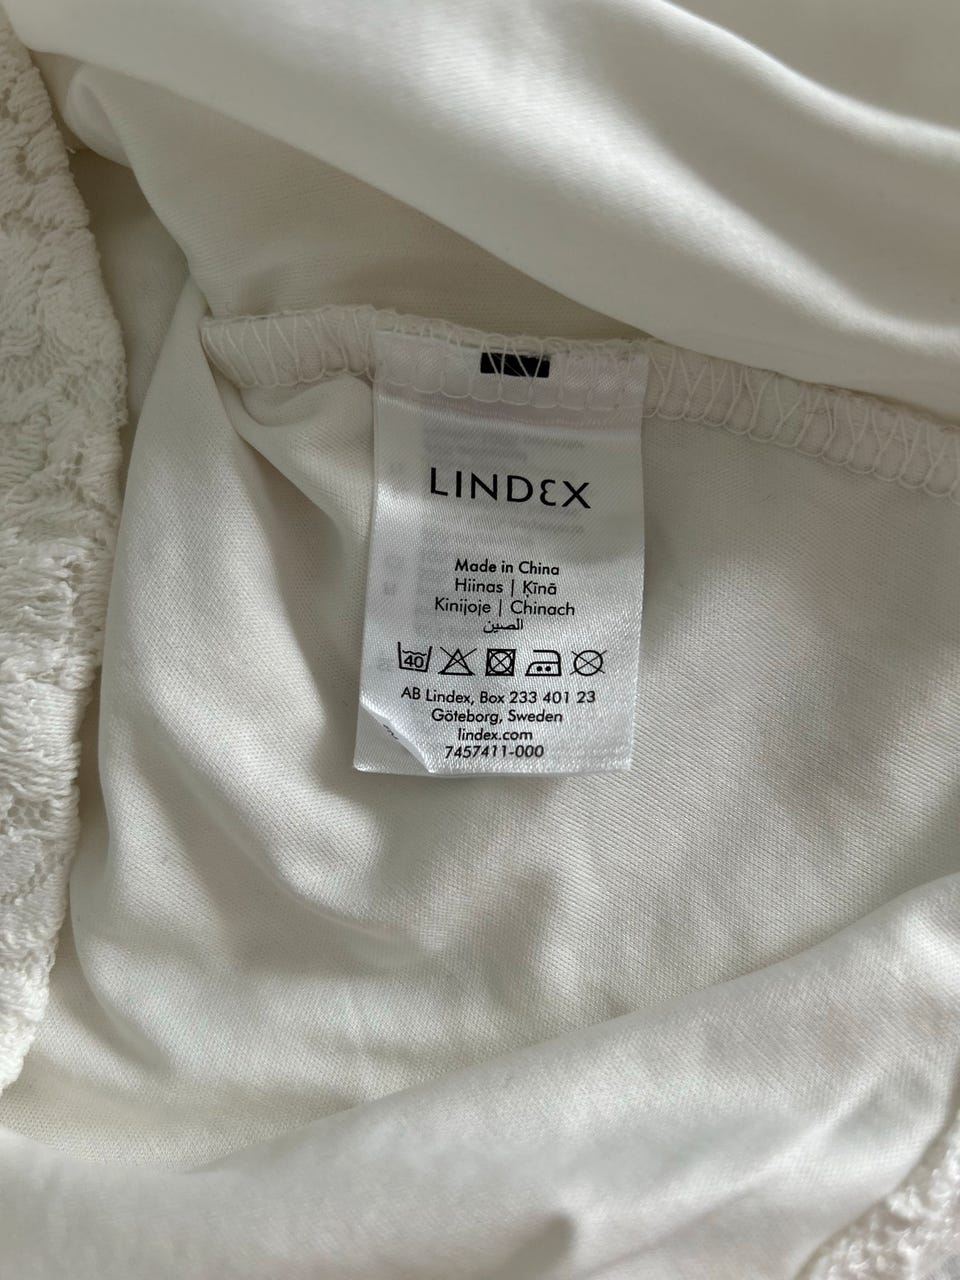 LINDEX
Made in China
Hiinas | Ķīnā
Kinijoje | Chinach
الصين
40
AB Lindex, Box 233 401 23
Göteborg, Sweden
lindex.com
7457411-000